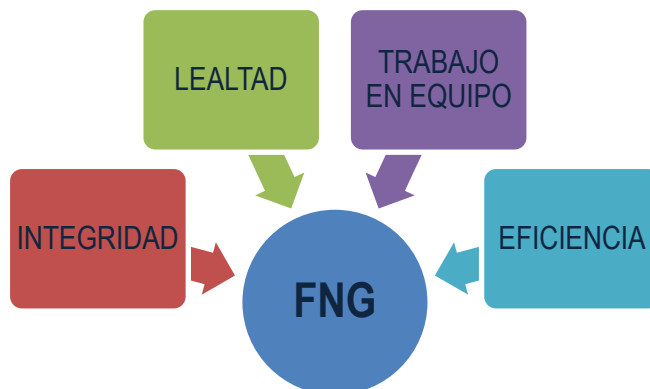 LEALTAD
TRABAJO
EN EQUIPO
INTEGRIDAD
EFICIENCIA
FNG